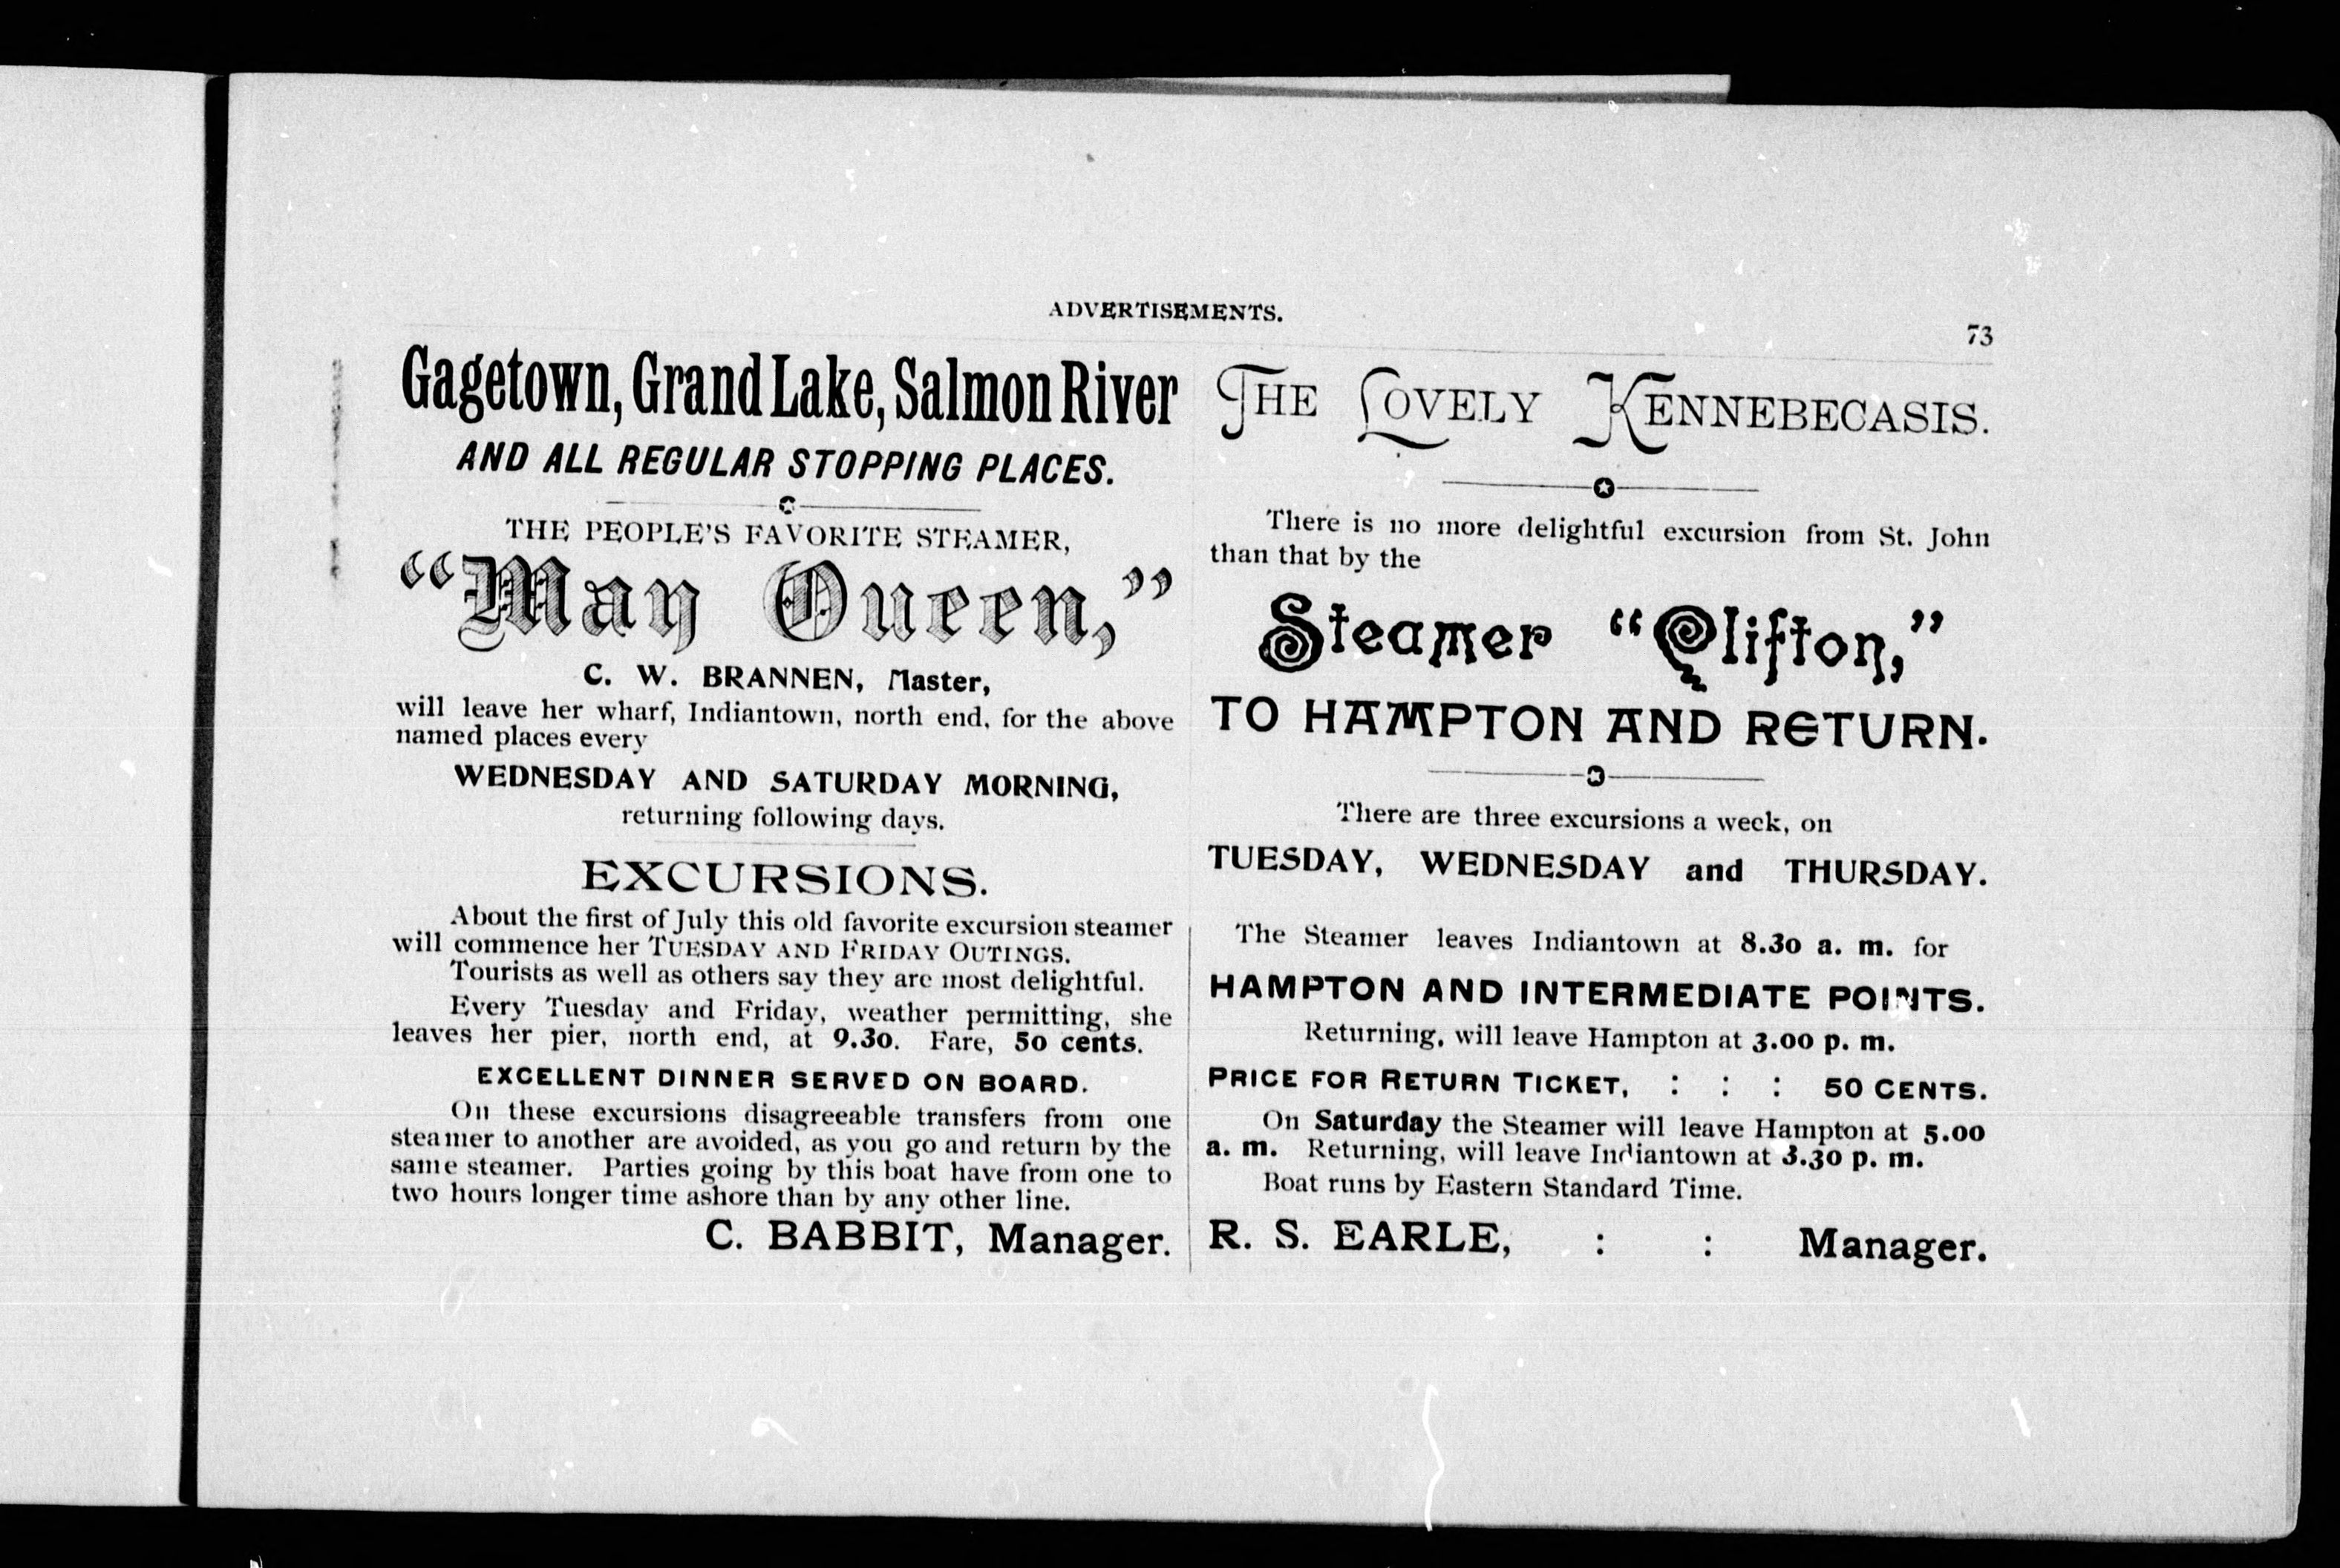 ADVERTISEMENTS.
73
Gagetown, Grand Lake, Salmon River
AND ALL REGULAR STOPPING PLACES.
THE PEOPLE'S FAVORITE STEAMER,
"May Queen,"
C. W. BRANNEN, Master,
will leave her wharf, Indiantown, north end, for the above
named places every
WEDNESDAY AND SATURDAY MORNING,
returning following days.
EXCURSIONS.
About the first of July this old favorite excursion steamer
will commence her TUESDAY AND FRIDAY OUTINGS.
Tourists as well as others say they are most delightful.
Every Tuesday and Friday, weather permitting, she
leaves her pier, north end, at 9.30. Fare, 50 cents.
EXCELLENT DINNER SERVED ON BOARD.
On these excursions disagreeable transfers from one
steamer to another are avoided, as you go and return by the
same steamer. Parties going by this boat have from one to
two hours longer time ashore than by any other line.
C. BABBIT, Manager.
THE LOVELY KENNEBECASIS.
There is no more delightful excursion from St. John
than that by the
Steamer "Clifton,"
TO HAMPTON AND RETURN.
There are three excursions a week, on
TUESDAY, WEDNESDAY and THURSDAY.
The Steamer leaves Indiantown at 8.30 a. m. for
HAMPTON AND INTERMEDIATE POINTS.
Returning, will leave Hampton at 3.00 p. m.
PRICE FOR RETURN TICKET, : : : 50 CENTS.
On Saturday the Steamer will leave Hampton at 5.00
a. m. Returning, will leave Indiantown at 3.30 p. m.
Boat runs by Eastern Standard Time.
R. S. EARLE, : : Manager.